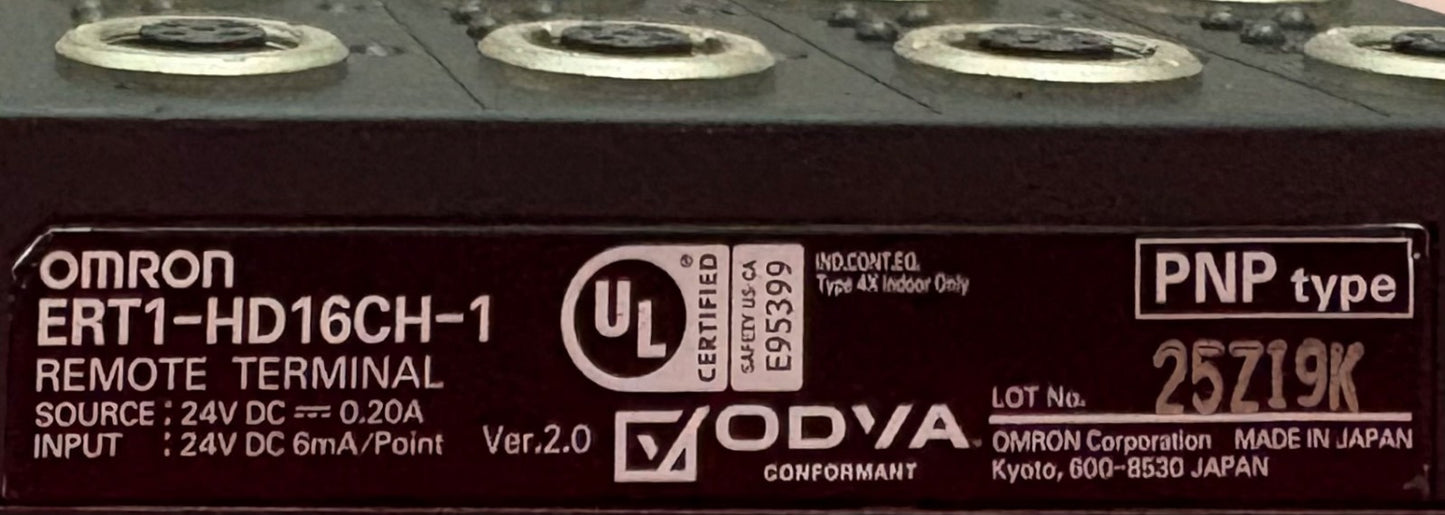 OMRON
ERT1-HD16CH-1
REMOTE TERMINAL
SOURCE : 24V DC ⎓ 0.20A
INPUT : 24V DC 6mA/Point
Ver.2.0
UL
®
CERTIFIED
SAFETY US-CA
E95399
IND.CONT.EQ.
Type 4X Indoor Only
ODVA
CONFORMANT
PNP type
LOT No. 25Z19K
OMRON Corporation MADE IN JAPAN
Kyoto, 600-8530 JAPAN